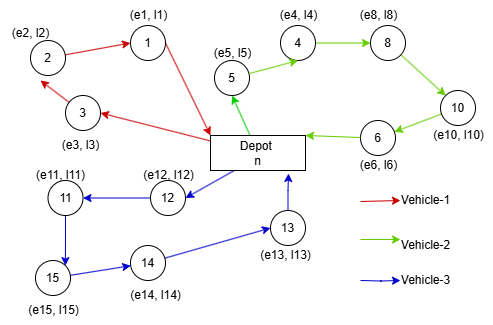 (e1, l1)
1
(e2, l2)
2
3
(e3, l3)
(e4, l4)
4
(e8, l8)
8
(e5, l5)
5
10
(e10, l10)
6
(e6, l6)
Depot
n
(e11, l11)
11
(e12, l12)
12
13
(e13, l13)
14
(e14, l14)
15
(e15, l15)
Vehicle-1
Vehicle-2
Vehicle-3